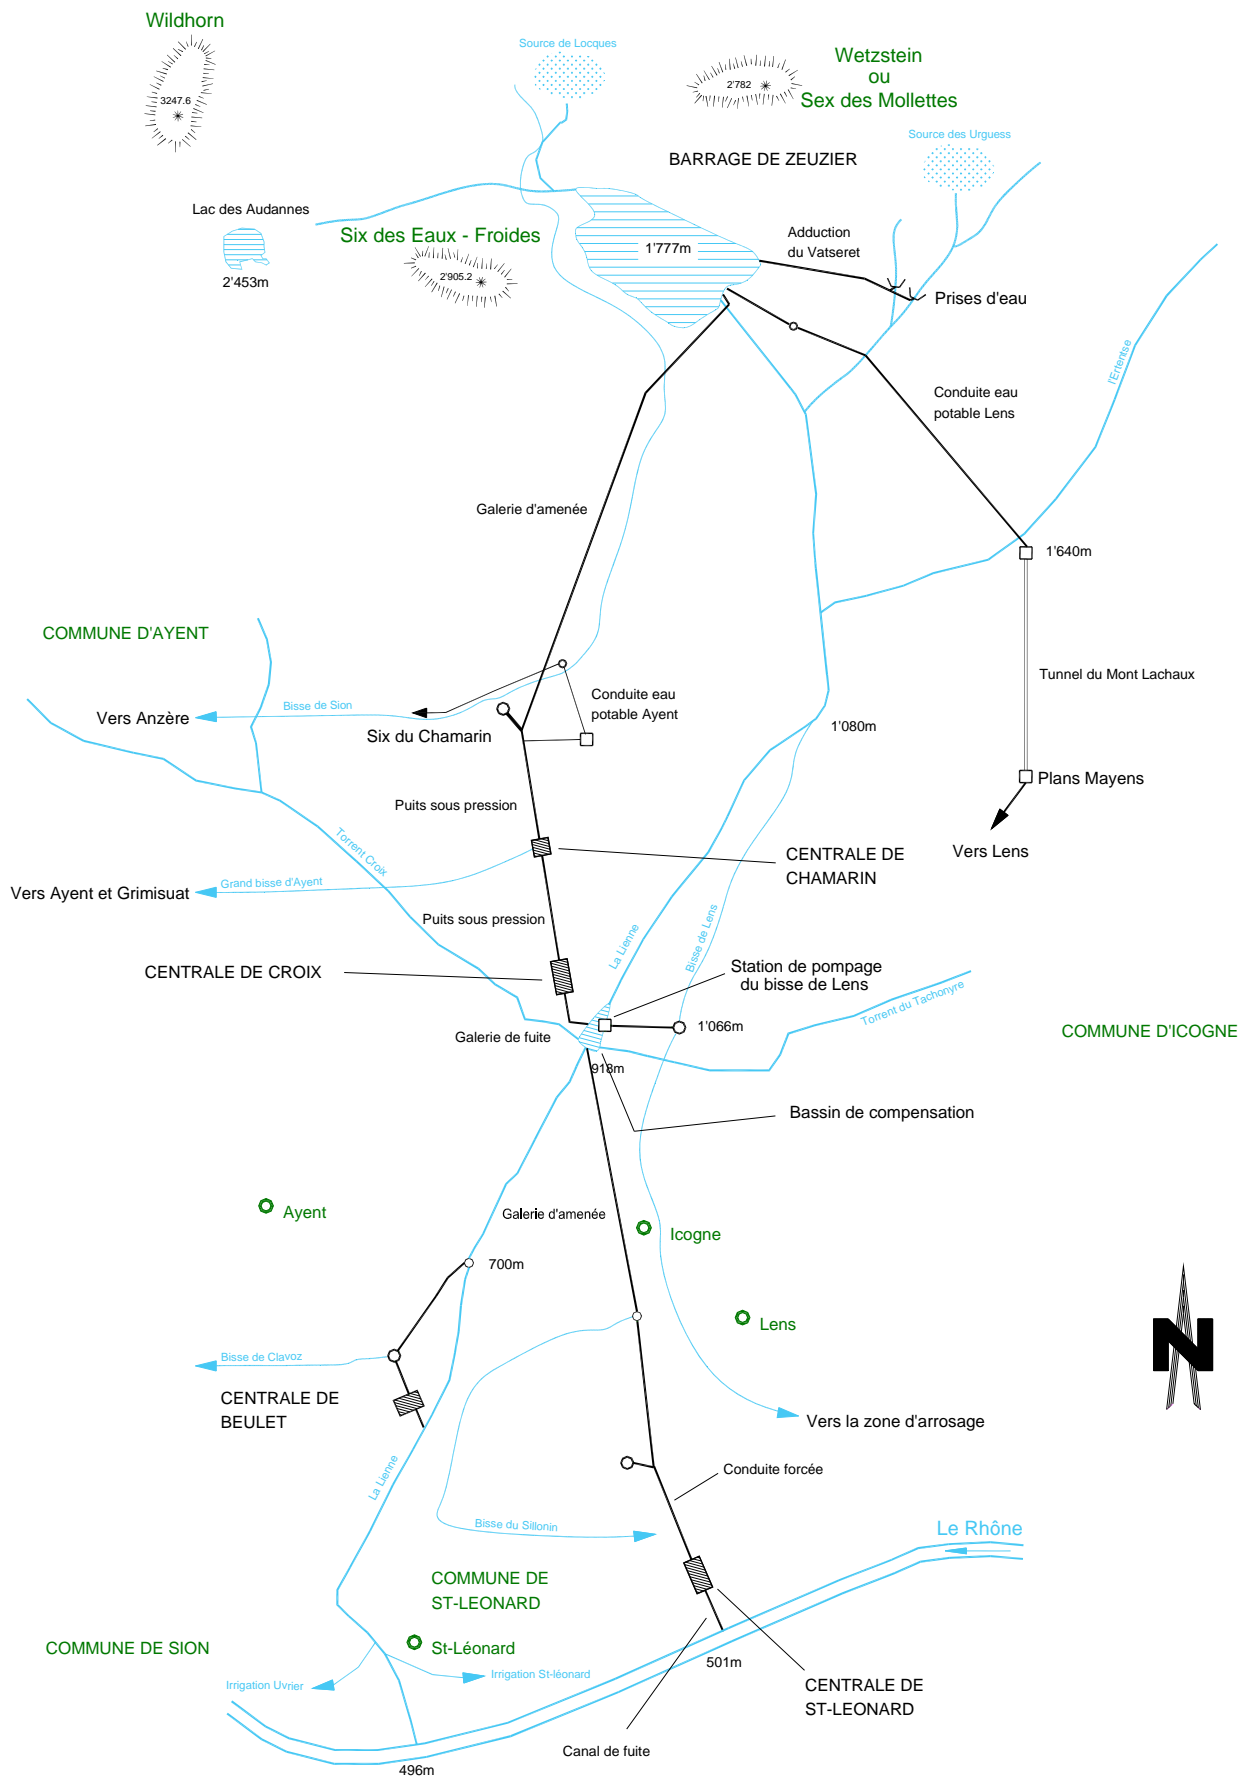 Wildhorn
3247.6
Source de Locques
Wetzstein
ou
Sex des Mollettes
2'782
Source des Urguess
BARRAGE DE ZEUZIER
Lac des Audannes
2'453m
Six des Eaux - Froides
2'905.2
1'777m
Adduction
du Vatseret
Prises d'eau
l'Ertentse
Conduite eau
potable Lens
Galerie d'amenée
1'640m
COMMUNE D'AYENT
Tunnel du Mont Lachaux
Conduite eau
potable Ayent
Bisse de Sion
Vers Anzère
Six du Chamarin
1'080m
Plans Mayens
Puits sous pression
Torrent Croix
Vers Lens
CENTRALE DE
CHAMARIN
Grand bisse d'Ayent
Vers Ayent et Grimisuat
Puits sous pression
La Lienne
Bisse de Lens
CENTRALE DE CROIX
Station de pompage
du bisse de Lens
Torrent du Tachonyre
1'066m
COMMUNE D'ICOGNE
Galerie de fuite
918m
Bassin de compensation
Ayent
Galerie d'amenée
Icogne
700m
Lens
Bisse de Clavoz
CENTRALE DE
BEULET
N
Vers la zone d'arrosage
La Lienne
Conduite forcée
Bisse du Sillonin
Le Rhône
COMMUNE DE
ST-LEONARD
COMMUNE DE SION
St-Léonard
501m
Irrigation Uvrier
Irrigation St-léonard
CENTRALE DE
ST-LEONARD
Canal de fuite
496m